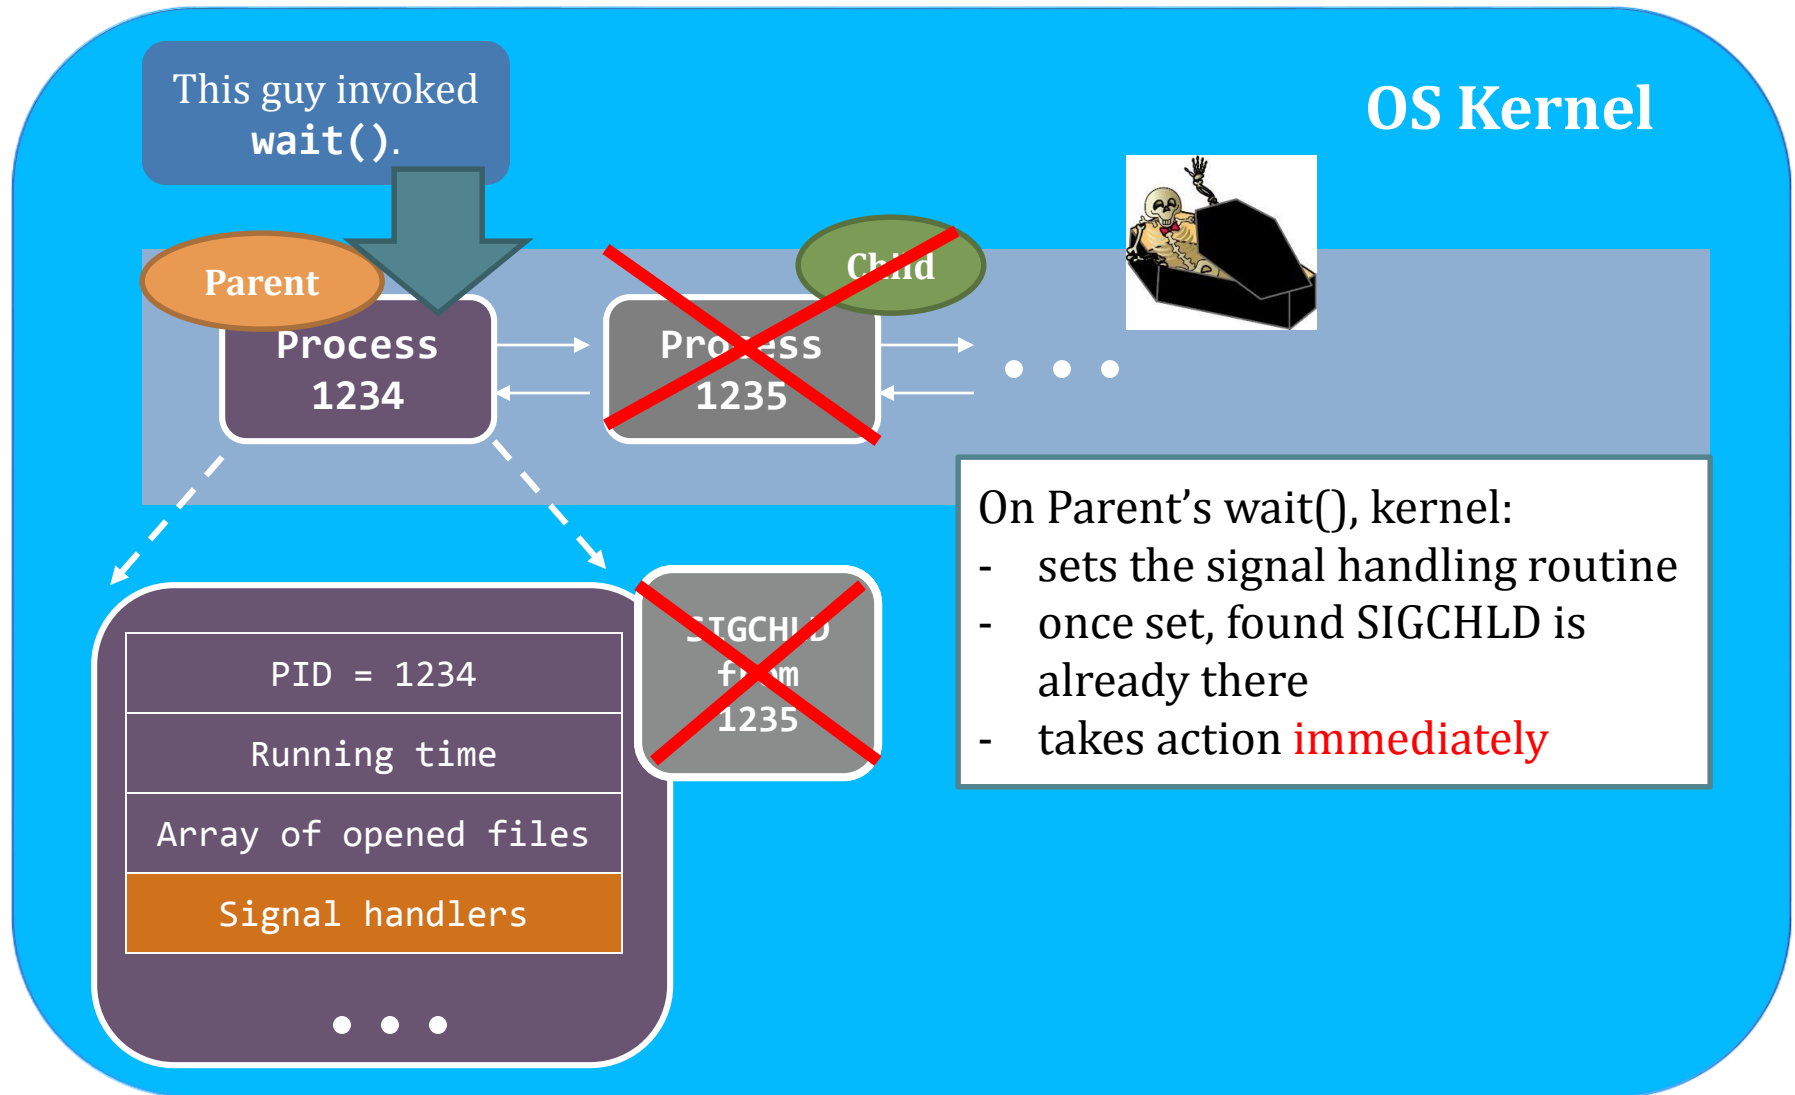 This guy invoked
wait().
OS Kernel
Parent
Child
Process
1234
Process
1235
On Parent’s wait(), kernel:
- sets the signal handling routine
- once set, found SIGCHLD is
already there
- takes action immediately
SIGCHLD
from
1235
PID = 1234
Running time
Array of opened files
Signal handlers